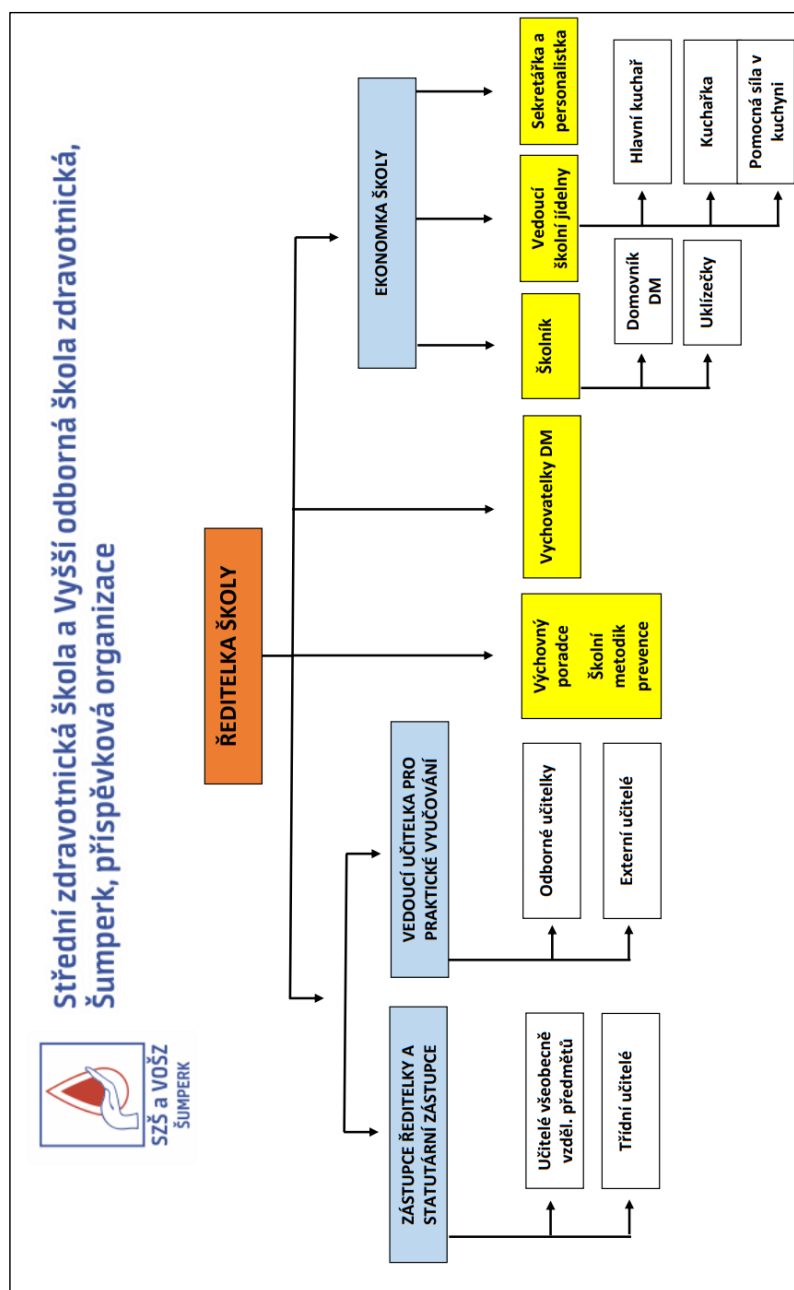 SZŠ a VOŠZ
ŠUMPERK
Střední zdravotnická škola a Vyšší odborná škola zdravotnická,
Šumperk, příspěvková organizace
ŘEDITELKA ŠKOLY
ZÁSTUPCE ŘEDITELKY A
STATUTÁRNÍ ZÁSTUPCE
VEDOUCÍ UČITELKA PRO
PRAKTICKÉ VYUČOVÁNÍ
EKONOMKA ŠKOLY
Učitelé všeobecně
vzděl. předmětů
Třídní učitelé
Odborné učitelky
Externí učitelé
Výchovný
poradce
Školní
metodik
prevence
Vychovatelky DM
Školník
Vedoucí
školní jídelny
Sekretářka a
personalistka
Domovník
DM
Uklízečky
Hlavní kuchař
Kuchařka
Pomocná síla v
kuchyni